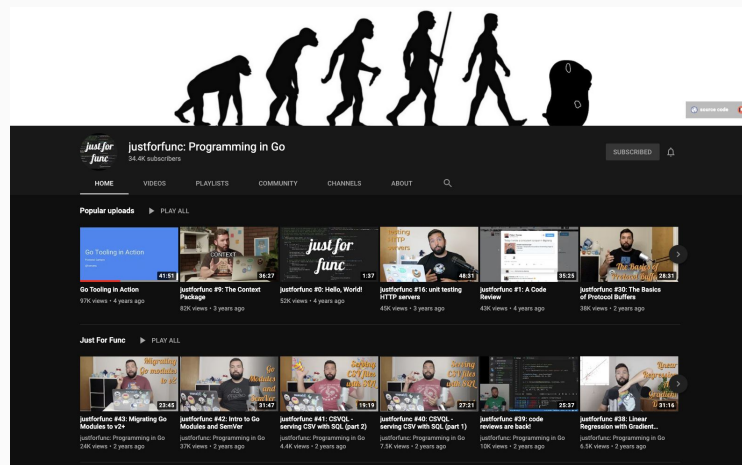 source code
just for
func
justforfunc: Programming in Go
34.4K subscribers
SUBSCRIBED
HOME VIDEOS PLAYLISTS COMMUNITY CHANNELS ABOUT
Popular uploads PLAY ALL
Go Tooling in Action
41:51
CONTEXT
36:27
just for
func
1:37
testing
HTTP
servers
48:31
35:25
The Basics of
Protocol Buffe
28:31
Go Tooling in Action
97K views • 4 years ago
justforfunc #9: The Context
Package
82K views • 3 years ago
justforfunc #0: Hello, World!
52K views • 4 years ago
justforfunc #16: unit testing
HTTP servers
45K views • 3 years ago
justforfunc #1: A Code
Review
43K views • 4 years ago
justforfunc #30: The Basics
of Protocol Buffers
38K views • 2 years ago
Just For Func PLAY ALL
Migrating
Go modules
to v2+
23:45
Go
Modules
and
SemVer
31:47
Serving
CSV files
with SQL
19:19
Serving
CSV files
with SQL
27:21
25:37
Linear
Regression
Gradient
31:16
justforfunc #43: Migrating Go
Modules to v2+
justforfunc: Programming in Go
24K views • 2 years ago
justforfunc #42: Intro to Go
Modules and SemVer
justforfunc: Programming in Go
37K views • 2 years ago
justforfunc #41: CSVQL -
serving CSV with SQL (part 2)
justforfunc: Programming in Go
4.4K views • 2 years ago
justforfunc #40: CSVQL -
serving CSV with SQL (part 1)
justforfunc: Programming in Go
7.5K views • 2 years ago
justforfunc #39: code
reviews are back!
justforfunc: Programming in Go
10K views • 2 years ago
justforfunc #38: Linear
Regression with Gradient...
justforfunc: Programming in Go
6.5K views • 2 years ago